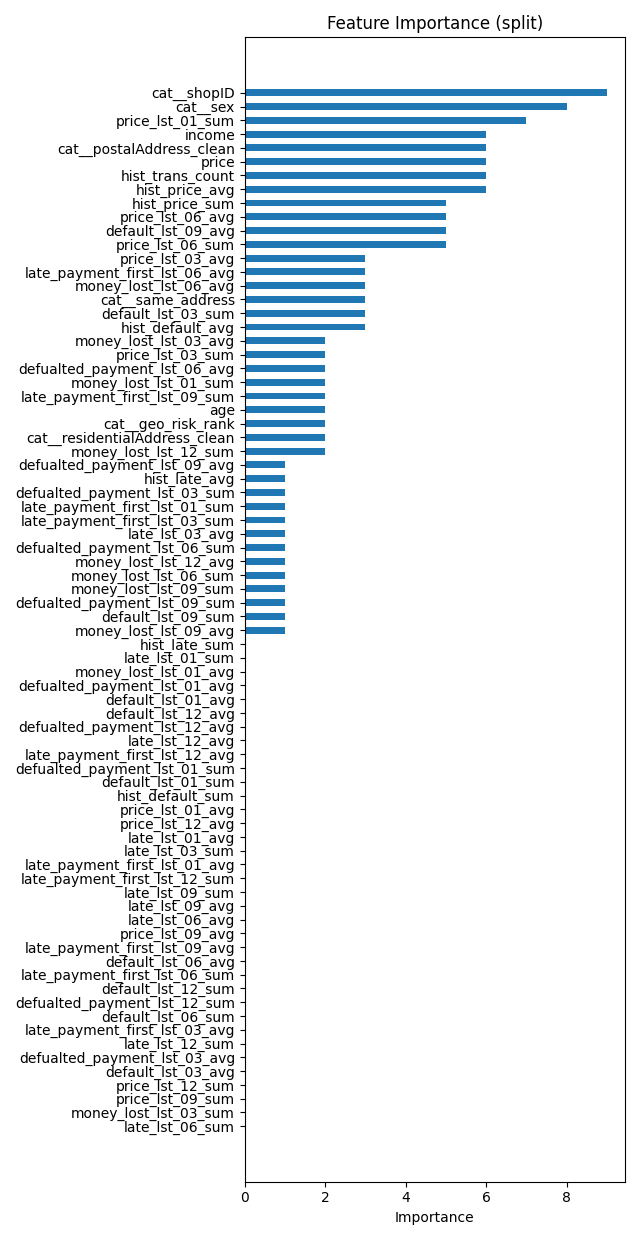 Feature Importance (split)
cat__shopID
cat__sex
price_lst_01_sum
income
cat__postalAddress_clean
price
hist_trans_count
hist_price_avg
hist_price_sum
price_lst_06_avg
default_lst_09_avg
price_lst_06_sum
price_lst_03_avg
late_payment_first_lst_06_avg
money_lost_lst_06_avg
cat__same_address
default_lst_03_sum
hist_default_avg
money_lost_lst_03_avg
price_lst_03_sum
defualted_payment_lst_06_avg
money_lost_lst_01_sum
late_payment_first_lst_09_sum
age
cat__geo_risk_rank
cat__residentialAddress_clean
money_lost_lst_12_sum
defualted_payment_lst_09_avg
hist_late_avg
defualted_payment_lst_03_sum
late_payment_first_lst_01_sum
late_payment_first_lst_03_sum
late_lst_03_avg
defualted_payment_lst_06_sum
money_lost_lst_12_avg
money_lost_lst_06_sum
money_lost_lst_09_sum
defualted_payment_lst_09_sum
default_lst_09_sum
money_lost_lst_09_avg
hist_late_sum
late_lst_01_sum
money_lost_lst_01_avg
defualted_payment_lst_01_avg
default_lst_01_avg
default_lst_12_avg
defualted_payment_lst_12_avg
late_lst_12_avg
late_payment_first_lst_12_avg
defualted_payment_lst_01_sum
default_lst_01_sum
hist_default_sum
price_lst_01_avg
price_lst_12_avg
late_lst_01_avg
late_lst_03_sum
late_payment_first_lst_01_avg
late_payment_first_lst_12_sum
late_lst_09_sum
late_lst_09_avg
late_lst_06_avg
price_lst_09_avg
late_payment_first_lst_09_avg
default_lst_06_avg
late_payment_first_lst_06_sum
default_lst_12_sum
defualted_payment_lst_12_sum
default_lst_06_sum
late_payment_first_lst_03_avg
late_lst_12_sum
defualted_payment_lst_03_avg
default_lst_03_avg
price_lst_12_sum
price_lst_09_sum
money_lost_lst_03_sum
late_lst_06_sum
0 2 4 6 8
Importance